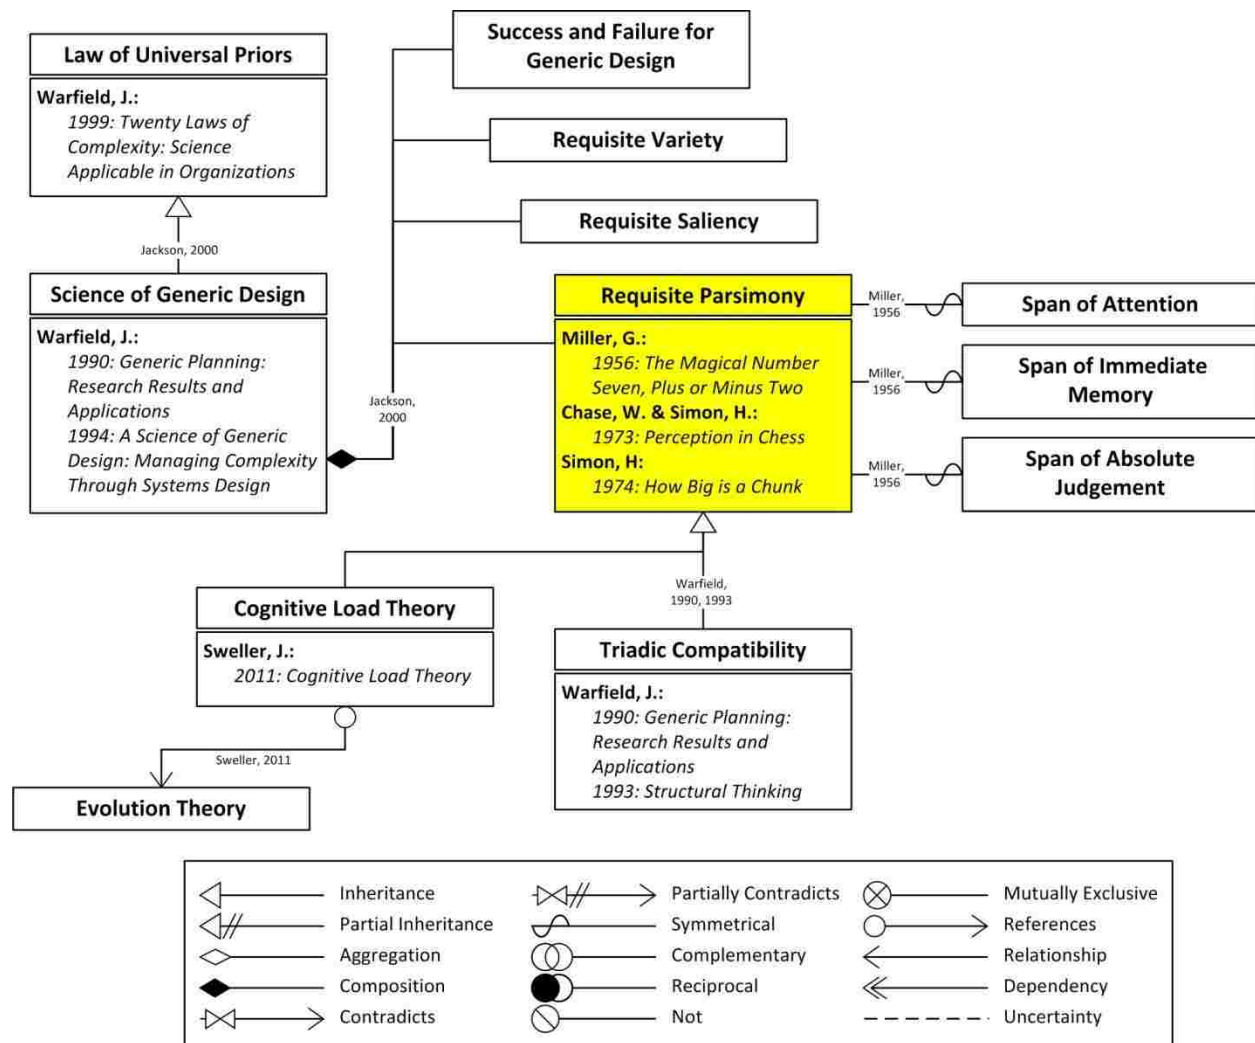 Law of Universal Priors
Warfield, J.:
1999: Twenty Laws of
Complexity: Science
Applicable in Organizations
Jackson, 2000
Science of Generic Design
Warfield, J.:
1990: Generic Planning:
Research Results and
Applications
1994: A Science of Generic
Design: Managing Complexity
Through Systems Design
Jackson,
2000
Success and Failure for
Generic Design
Requisite Variety
Requisite Saliency
Requisite Parsimony
Miller, G.:
1956: The Magical Number
Seven, Plus or Minus Two
Chase, W. & Simon, H.:
1973: Perception in Chess
Simon, H:
1974: How Big is a Chunk
Miller,
1956
Span of Attention
Miller,
1956
Span of Immediate
Memory
Miller,
1956
Span of Absolute
Judgement
Cognitive Load Theory
Sweller, J.:
2011: Cognitive Load Theory
Sweller, 2011
Evolution Theory
Warfield,
1990, 1993
Triadic Compatibility
Warfield, J.:
1990: Generic Planning:
Research Results and
Applications
1993: Structural Thinking
Inheritance
Partial Inheritance
Aggregation
Composition
Contradicts
Partially Contradicts
Symmetrical
Complementary
Reciprocal
Not
Mutually Exclusive
References
Relationship
Dependency
Uncertainty